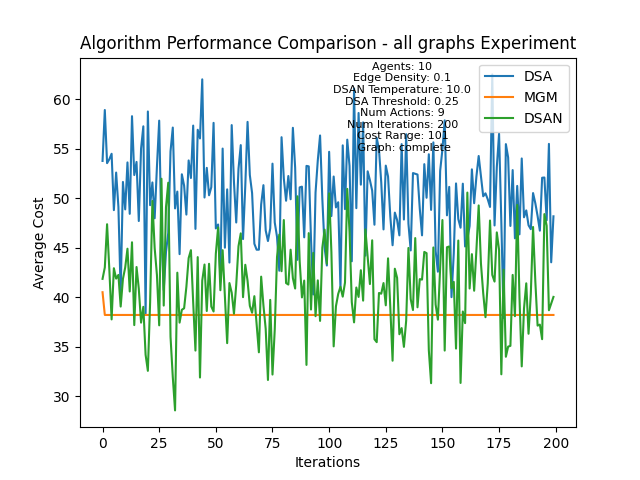 Algorithm Performance Comparison - all graphs Experiment
Agents: 10
Edge Density: 0.1
DSAN Temperature: 10.0
DSA Threshold: 0.25
Num Actions: 9
Num Iterations: 200
Cost Range: 101
Graph: complete
DSA
MGM
DSAN
Average Cost
60
55
50
45
40
35
30
0
25
50
75
100
125
150
175
200
Iterations